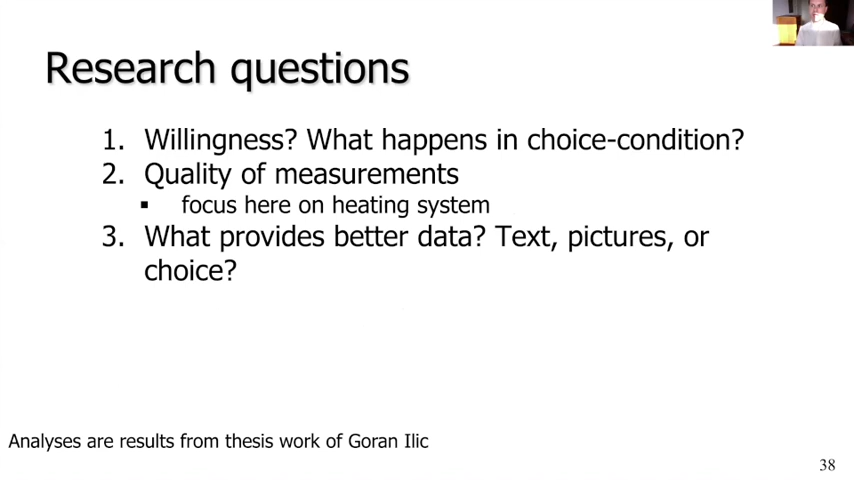 Research questions
1. Willingness? What happens in choice-condition?
2. Quality of measurements
▪ focus here on heating system
3. What provides better data? Text, pictures, or
choice?
Analyses are results from thesis work of Goran Ilic
38